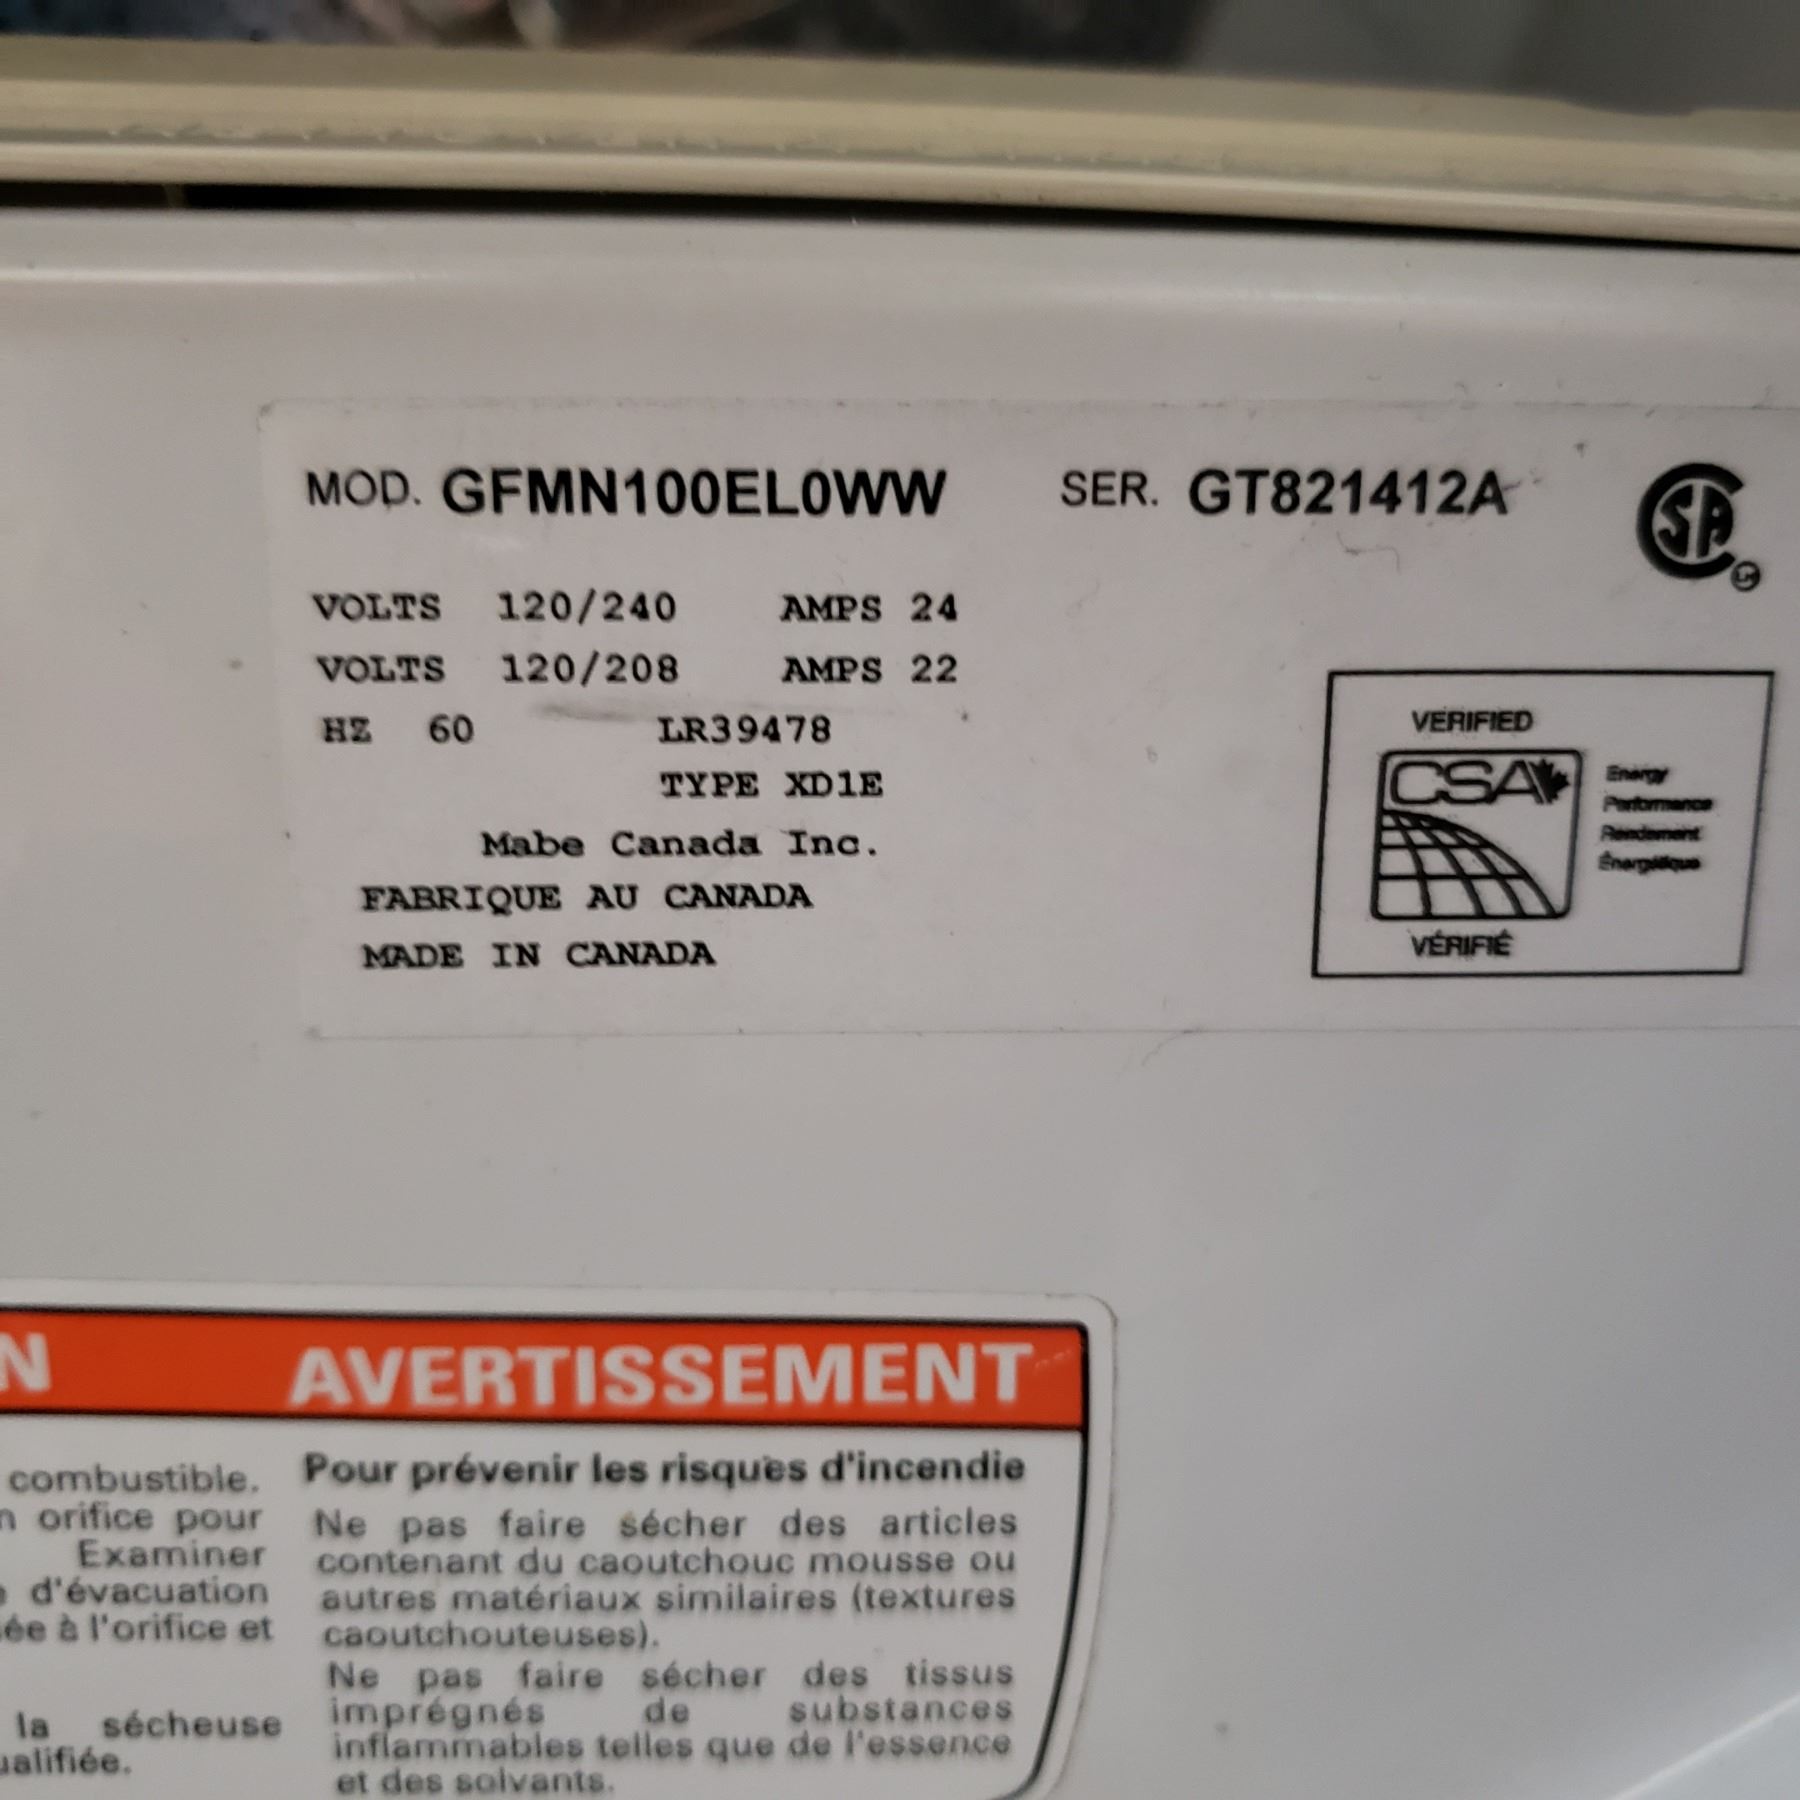 MOD. GFMN100EL0WW SER. GT821412A
VOLTS 120/240 AMPS 24
VOLTS 120/208 AMPS 22
HZ 60 LR39478
TYPE XD1E
Mabe Canada Inc.
FABRIQUE AU CANADA
MADE IN CANADA
VERIFIED
CSA
Energy
Performance
Rendement
Énergétique
VÉRIFIÉ
N
combustible.
orifice pour
Examiner
d'évacuation
à l'orifice et
la sécheuse
AVERTISSEMENT
Pour prévenir les risques d'incendie
Ne pas faire sécher des articles
contenant du caoutchouc mousse ou
autres matériaux similaires (textures
caoutchouteuses).
Ne pas faire sécher des tissus
imprégnés de substances
inflammables telles que de l'essence
et des solvants.